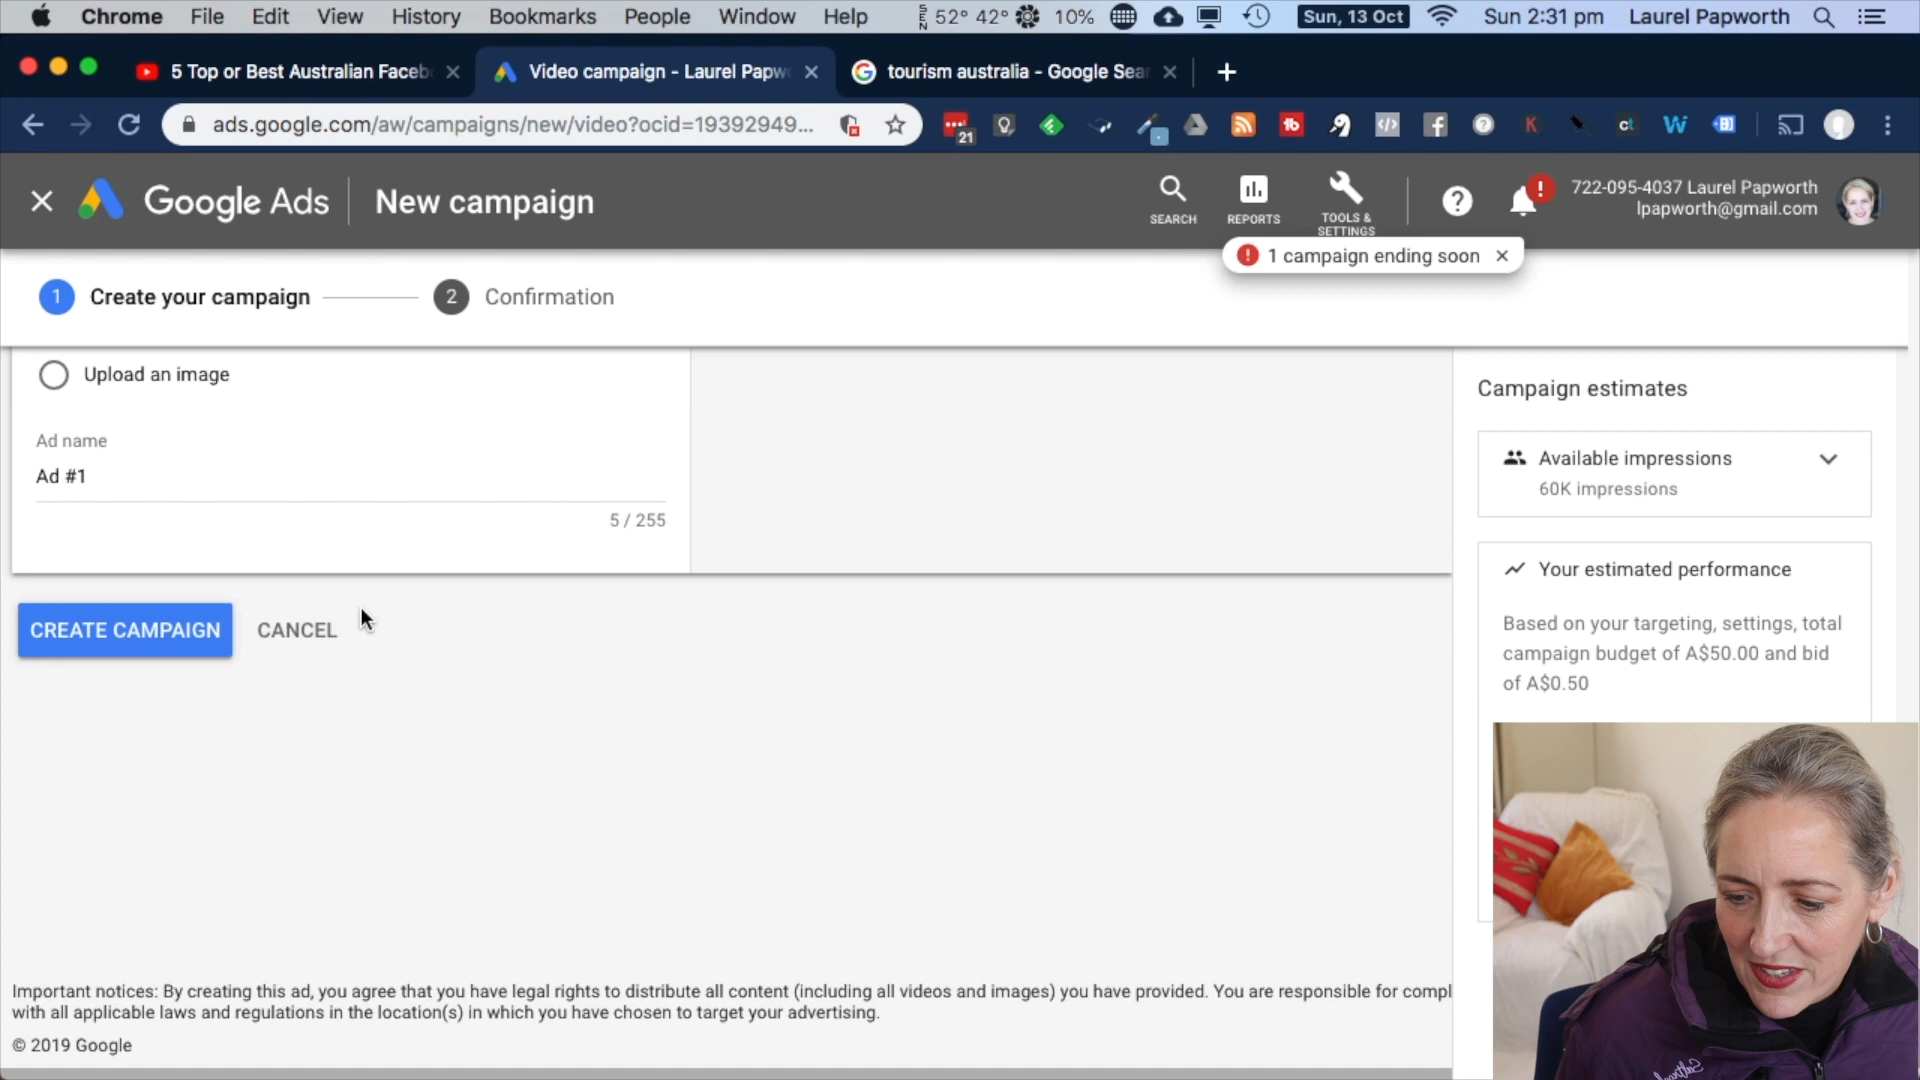 Chrome File Edit View History Bookmarks People Window Help SEN 52° 42° 10% Sun, 13 Oct Sun 2:31 pm Laurel Papworth
5 Top or Best Australian Faceb Video campaign - Laurel Papw tourism australia - Google Sea
ads.google.com/aw/campaigns/new/video?ocid=19392949... 21
Google Ads New campaign
SEARCH REPORTS TOOLS & SETTINGS
722-095-4037 Laurel Papworth
lpapworth@gmail.com
1 campaign ending soon
1 Create your campaign 2 Confirmation
Upload an image
Ad name
Ad #1
5 / 255
CREATE CAMPAIGN CANCEL
Campaign estimates
Available impressions
60K impressions
Your estimated performance
Based on your targeting, settings, total
campaign budget of A$50.00 and bid
of A$0.50
Important notices: By creating this ad, you agree that you have legal rights to distribute all content (including all videos and images) you have provided. You are responsible for compl
with all applicable laws and regulations in the location(s) in which you have chosen to target your advertising.
© 2019 Google